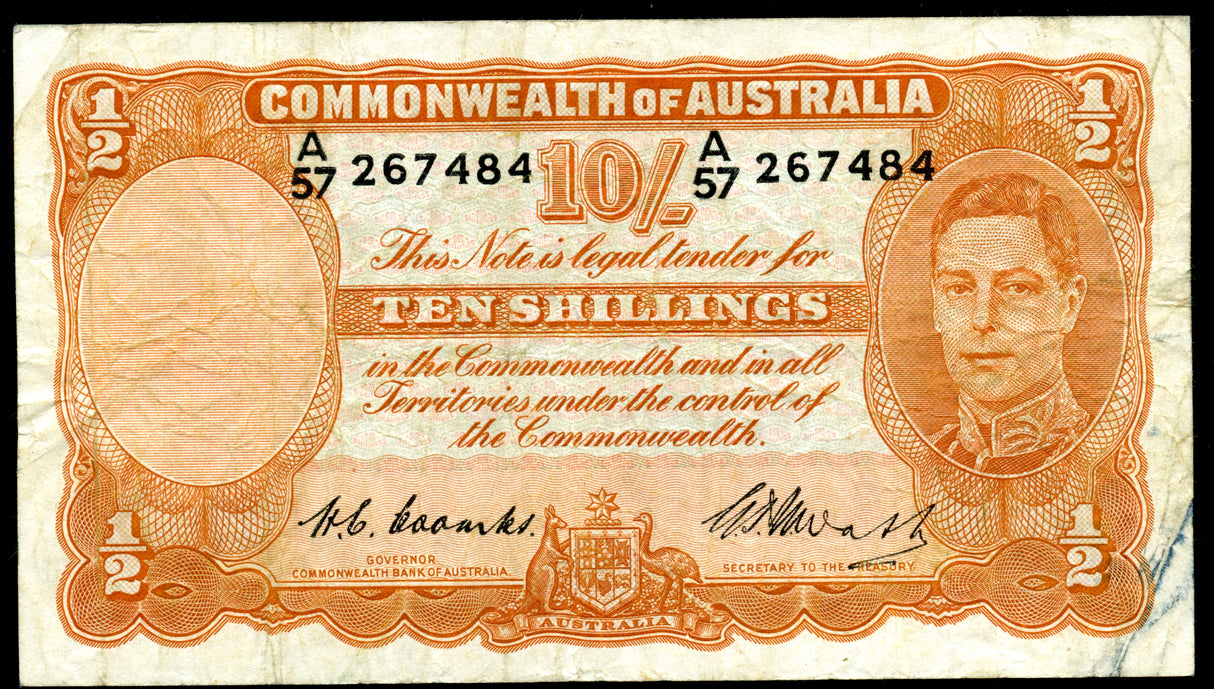 COMMONWEALTH OF AUSTRALIA
1/2
1/2
A/57 267484
10/-
A/57 267484
This Note is legal tender for
TEN SHILLINGS
in the Commonwealth and in all
Territories under the control of
the Commonwealth.
H.C. Coombs.
GOVERNOR
COMMONWEALTH BANK OF AUSTRALIA.
SECRETARY TO THE TREASURY
1/2
1/2
AUSTRALIA